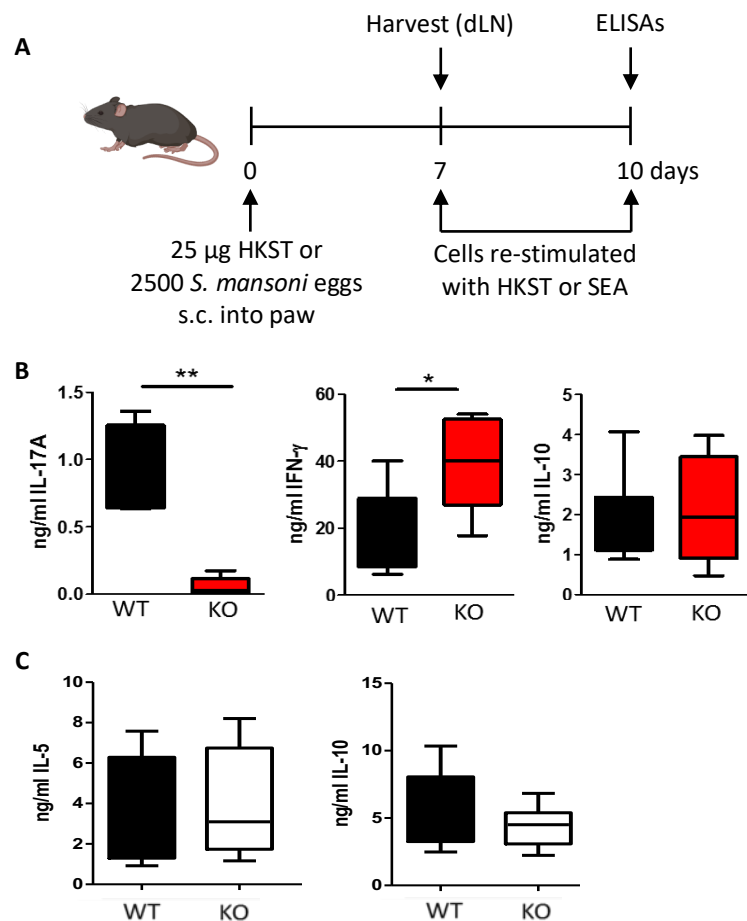 A
Harvest (dLN) ELISAs
0 7 10 days
25 µg HKST or
2500 S. mansoni eggs
s.c. into paw
Cells re-stimulated
with HKST or SEA
B
ng/ml IL-17A
1.5
1.0
0.5
0.0
**
WT KO
ng/ml IFN-γ
60
40
20
0
*
WT KO
ng/ml IL-10
5
4
3
2
1
0
WT KO
C
ng/ml IL-5
10
8
6
4
2
0
WT KO
ng/ml IL-10
15
10
5
0
WT KO